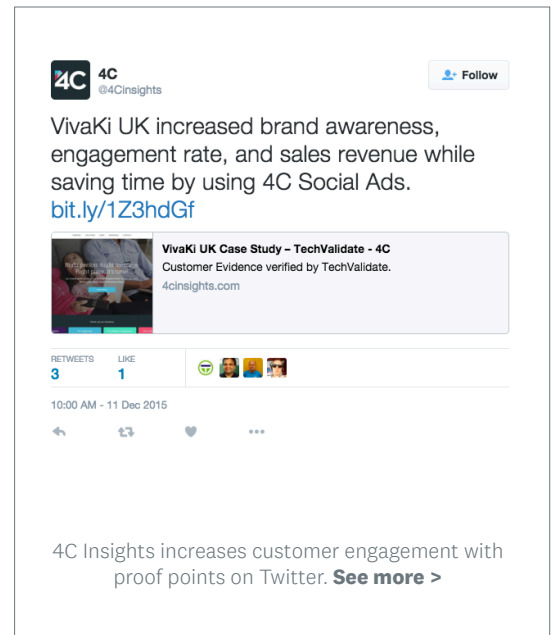 4C
4C
@4Cinsights
Follow
VivaKi UK increased brand awareness,
engagement rate, and sales revenue while
saving time by using 4C Social Ads.
bit.ly/1Z3hdGf
VivaKi UK Case Study – TechValidate - 4C
Customer Evidence verified by TechValidate.
4cinsights.com
RETWEETS
3
LIKE
1
10:00 AM - 11 Dec 2015
4C Insights increases customer engagement with
proof points on Twitter. See more >